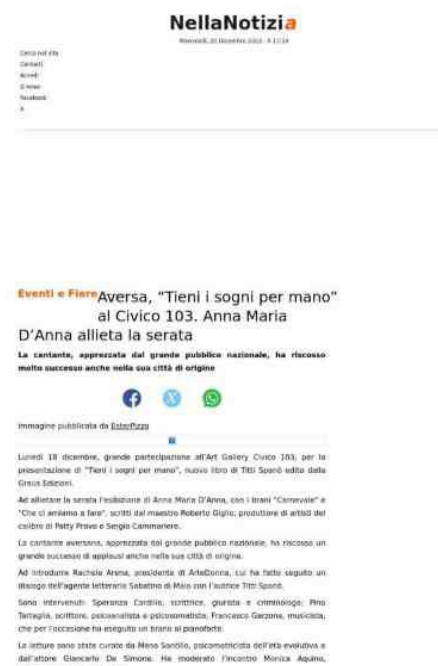 NellaNotizia
Mercoledì, 20 Dicembre 2023 - 9:17:24
Cerca nel sito
Contatti
Accedi
Facebook
Eventi e Fiere
Aversa, “Tieni i sogni per mano”
al Civico 103. Anna Maria
D’Anna allieta la serata
La cantante, apprezzata dal grande pubblico nazionale, ha riscosso
molto successo anche nella sua città di origine
Immagine pubblicata da EsterPizzo
Lunedì 18 dicembre, grande partecipazione all'Art Gallery Civico 103, per la
presentazione di “Tieni i sogni per mano”, nuovo libro di Titti Spanò edito dalla
Graus Edizioni.
Ad allietare la serata l'esibizione di Anna Maria D'Anna, con i brani “Carnevale” e
“Che ci amiamo a fare”, scritti dal maestro Roberto Giglio, produttore di artisti del
calibro di Patty Pravo e Sergio Cammariere.
La cantante aversana, apprezzata dal grande pubblico nazionale, ha riscosso un
grande successo di applausi anche nella sua città di origine.
Ad introdurre Rachele Arena, presidente di ArteDonna, cui ha fatto seguito un
dialogo dell'agente letterario Sabatino di Maio con l'autrice Titti Spanò.
Sono intervenuti: Speranza Cardillo, scrittrice, giurista e criminologa; Pino
Tartaglia, scrittore, psicoanalista e psicosomatista; Francesco Garzone, musicista,
che per l'occasione ha eseguito un brano al pianoforte.
Le letture sono state curate da Mena Santillo, psicomotricista dell'età evolutiva e
dall'attore Giancarlo De Simone. Ha moderato l'incontro Monica Aquino,